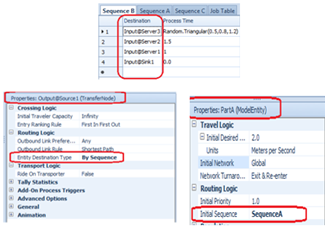 Sequence B Sequence A Sequence C Job Table
Destination Process Time
1 Input@Server3 Random.Triangular(0.5,0.8,1.2)
Input@Server2 1.5
Input@Server1 1
Input@Sink1 0.0
Properties: Output@Source1 (TransferNode)
Crossing Logic
Initial Traveler Capacity Infinity
Entry Ranking Rule First In First Out
Routing Logic
Outbound Link Prefere... Any
Outbound Link Rule Shortest Path
Entity Destination Type By Sequence
Transport Logic
Ride On Transporter False
Tally Statistics
Add-On Process Triggers
Advanced Options
General
Animation
Properties: PartA (ModelEntity)
Travel Logic
Initial Desired ... 2.0
Units Meters per Second
Initial Network Global
Network Turnaro... Exit & Re-enter
Routing Logic
Initial Priority 1.0
Initial Sequence SequenceA